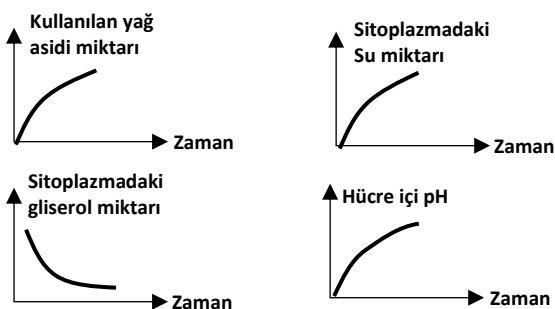 Kullanılan yağ
asidi miktarı
Zaman
Sitoplazmadaki
Su miktarı
Zaman
Sitoplazmadaki
gliserol miktarı
Zaman
Hücre içi pH
Zaman